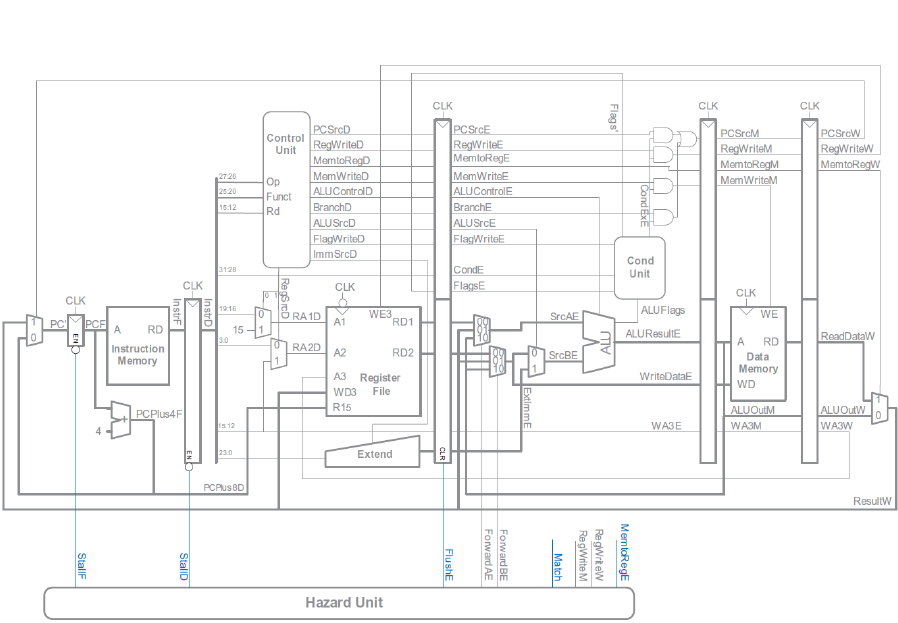 CLK CLK CLK
Control Unit
Op
Funct
Rd
27:26
25:20
15:12
PCSrcD
RegWriteD
MemtoRegD
MemWriteD
ALUControlD
BranchD
ALUSrcD
FlagWriteD
ImmSrcD
PCSrcE
RegWriteE
MemtoRegE
MemWriteE
ALUControlE
BranchE
ALUSrcE
FlagWriteE
CondE
FlagsE
Flags'
CondExE
Cond Unit
PCSrcM
RegWriteM
MemtoRegM
MemWriteM
PCSrcW
RegWriteW
MemtoRegW
31:28
CLK CLK CLK CLK
PC' EN PCF
A RD
Instruction Memory
InstrF
EN
InstrD
19:16
15
3:0
RegSrcD
0 1
0
1
0
1
RA1D
RA2D
WE3
A1 RD1
A2 RD2
A3
WD3
R15
Register File
00
01
10
00
01
10
0
1
SrcAE
SrcBE
ALU
ALUFlags
ALUResultE
WriteDataE
WE
A RD
Data Memory
WD
ReadDataW
1
0
1
0
ALUOutM ALUOutW
+
4
PCPlus4F
15:12
WA3E WA3M WA3W
23:0
Extend
ExtImmE
CLR
PCPlus8D
ResultW
StallF
StallD
FlushE
ForwardAE
ForwardBE
Match
RegWriteM
RegWriteW
MemtoRegE
Hazard Unit